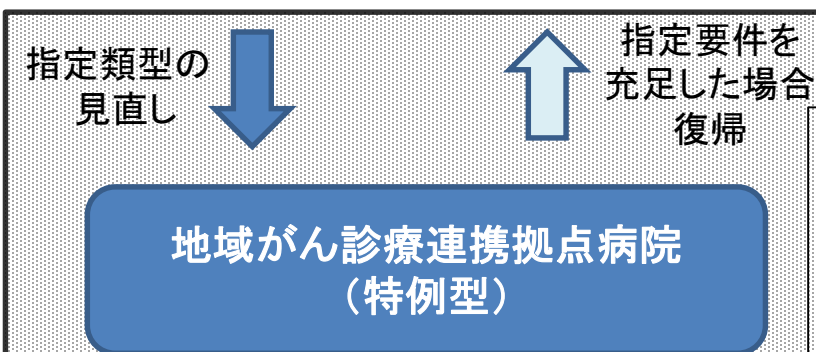 指定類型の
見直し
指定要件を
充足した場合
復帰
地域がん診療連携拠点病院
（特例型）